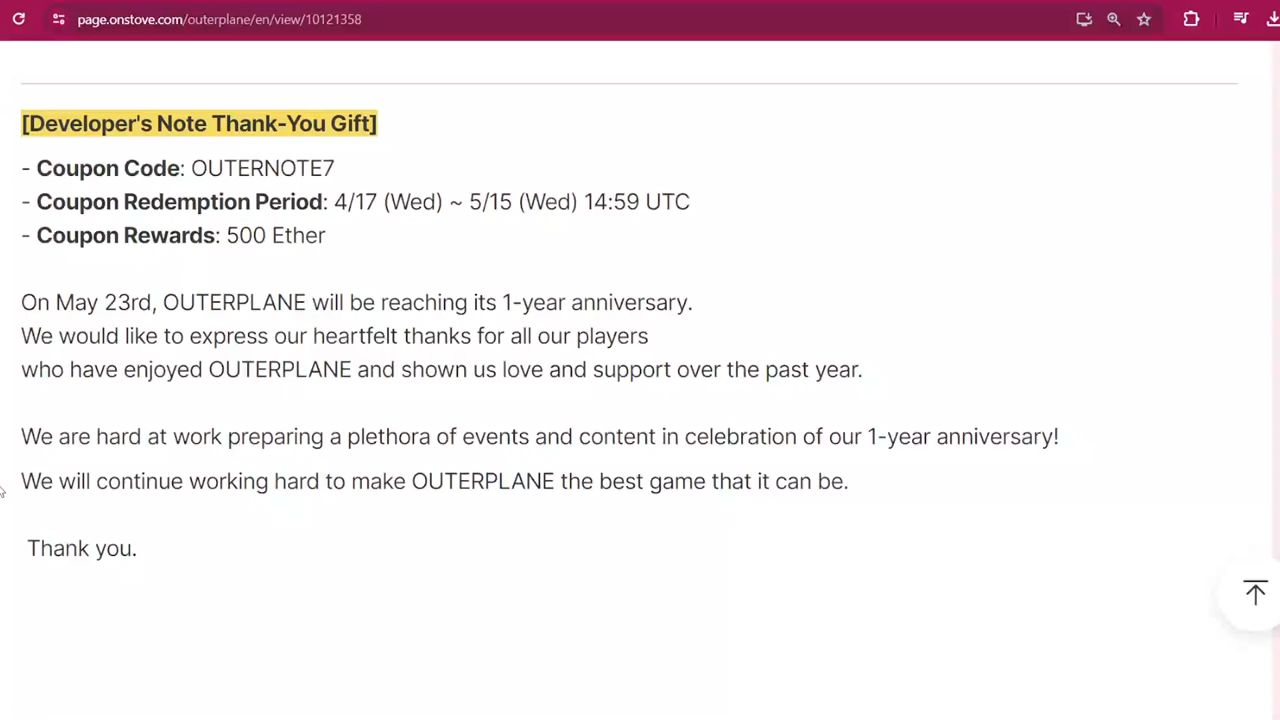 page.onstove.com/outerplane/en/view/10121358
[Developer's Note Thank-You Gift]
- Coupon Code: OUTERNOTE7
- Coupon Redemption Period: 4/17 (Wed) ~ 5/15 (Wed) 14:59 UTC
- Coupon Rewards: 500 Ether
On May 23rd, OUTERPLANE will be reaching its 1-year anniversary.
We would like to express our heartfelt thanks for all our players
who have enjoyed OUTERPLANE and shown us love and support over the past year.
We are hard at work preparing a plethora of events and content in celebration of our 1-year anniversary!
We will continue working hard to make OUTERPLANE the best game that it can be.
Thank you.